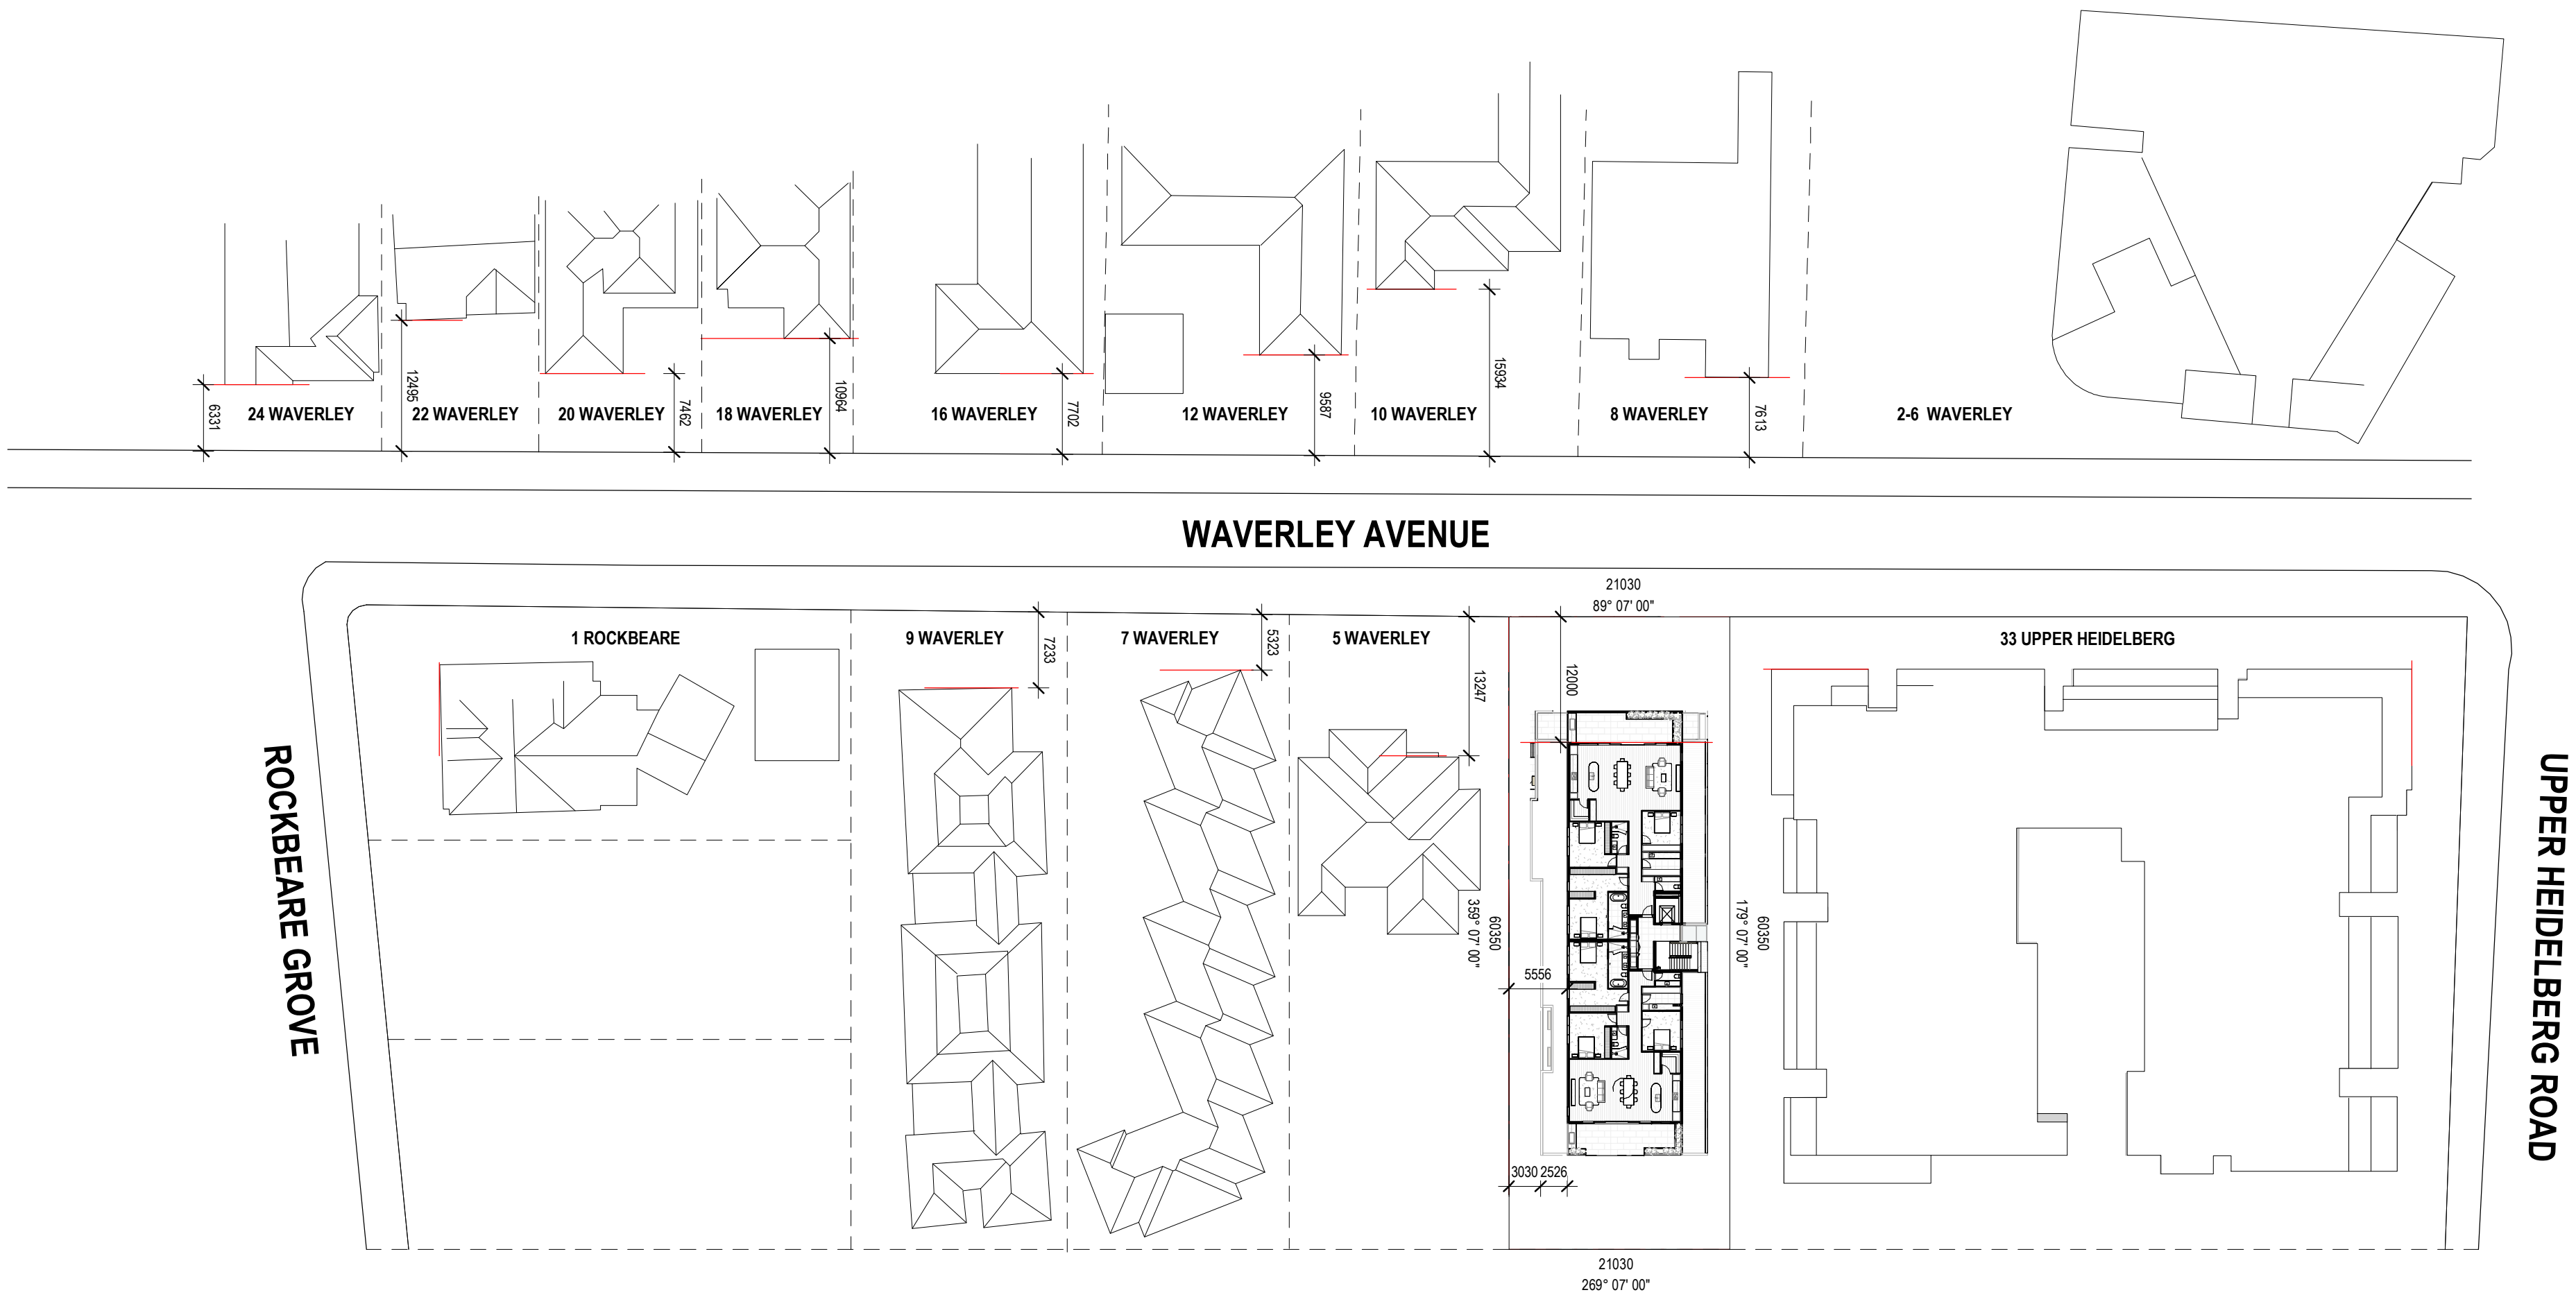 6331
24 WAVERLEY
12495
22 WAVERLEY
20 WAVERLEY
7462
18 WAVERLEY
10964
16 WAVERLEY
7702
12 WAVERLEY
9587
10 WAVERLEY
15934
8 WAVERLEY
7613
2-6 WAVERLEY
WAVERLEY AVENUE
21030
89° 07' 00"
1 ROCKBEARE
9 WAVERLEY
7233
7 WAVERLEY
5323
5 WAVERLEY
13247
12000
33 UPPER HEIDELBERG
ROCKBEARE GROVE
UPPER HEIDELBERG ROAD
60350
359° 07' 00"
60350
179° 07' 00"
5556
3030 2526
21030
269° 07' 00"